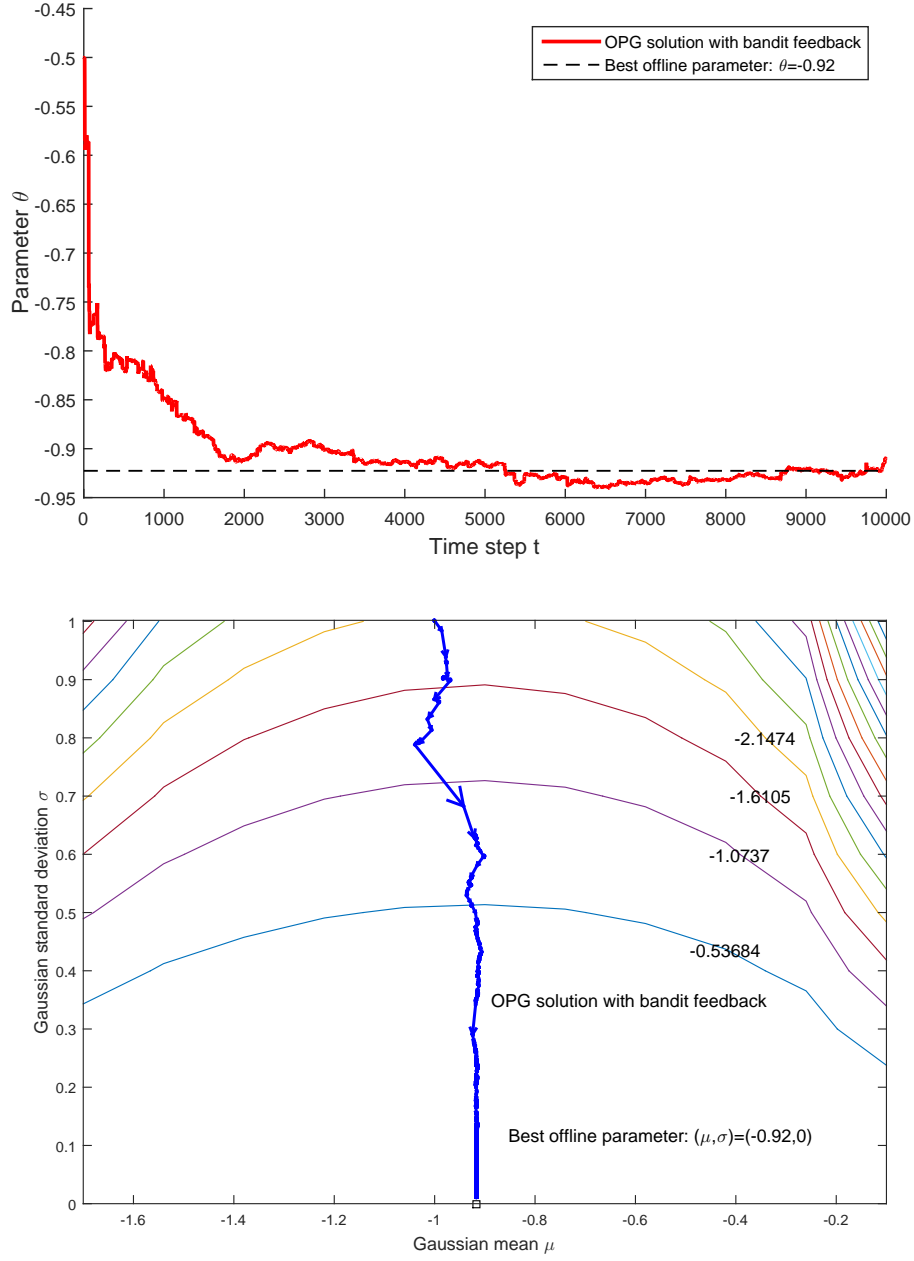 -0.45
-0.5
-0.55
-0.6
-0.65
-0.7
-0.75
-0.8
-0.85
-0.9
-0.95
Parameter θ
OPG solution with bandit feedback
Best offline parameter: θ=-0.92
0 1000 2000 3000 4000 5000 6000 7000 8000 9000 10000
Time step t
1
0.9
0.8
0.7
0.6
0.5
0.4
0.3
0.2
0.1
0
Gaussian standard deviation σ
-2.1474
-1.6105
-1.0737
-0.53684
OPG solution with bandit feedback
Best offline parameter: (μ,σ)=(-0.92,0)
-1.6 -1.4 -1.2 -1 -0.8 -0.6 -0.4 -0.2
Gaussian mean μ